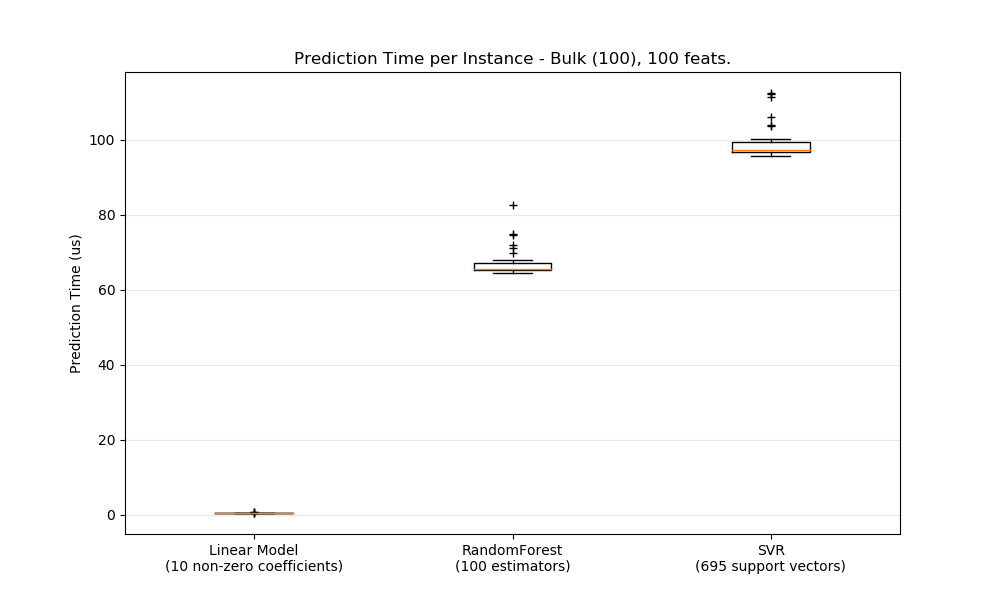 Prediction Time per Instance - Bulk (100), 100 feats.
Prediction Time (us)
100
80
60
40
20
0
Linear Model
(10 non-zero coefficients)
RandomForest
(100 estimators)
SVR
(695 support vectors)